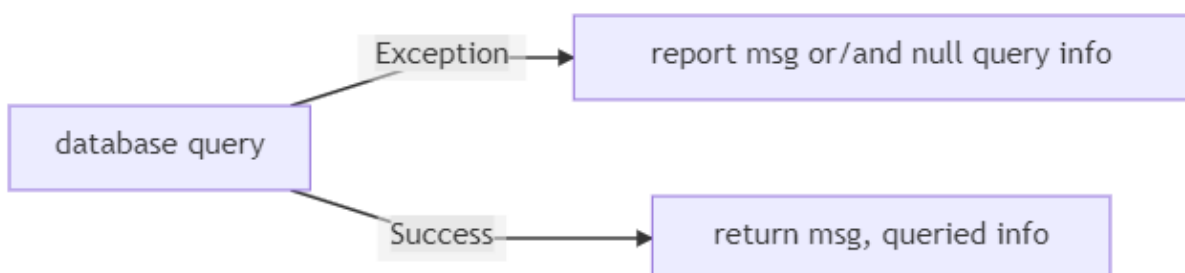 Exception
report msg or/and null query info
database query
Success
return msg, queried info